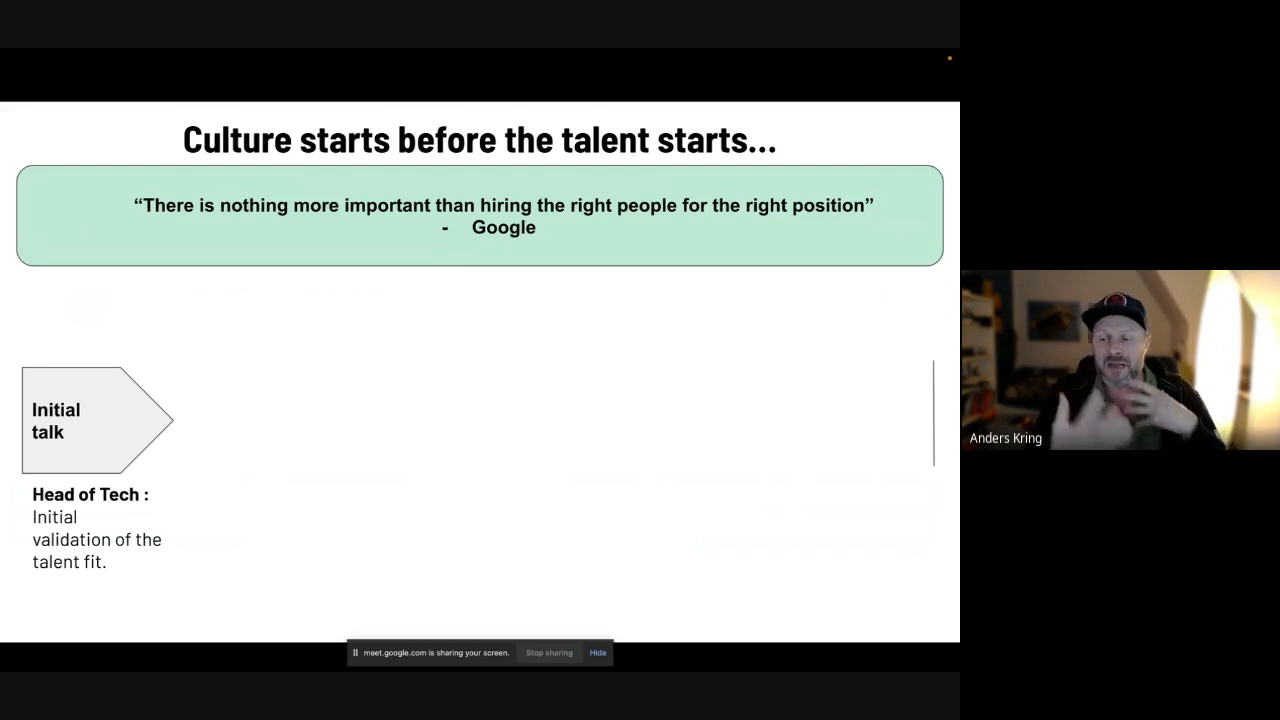 Culture starts before the talent starts...
“There is nothing more important than hiring the right people for the right position”
- Google
Initial
talk
Head of Tech :
Initial
validation of the
talent fit.
Anders Kring
meet.google.com is sharing your screen. Stop sharing Hide